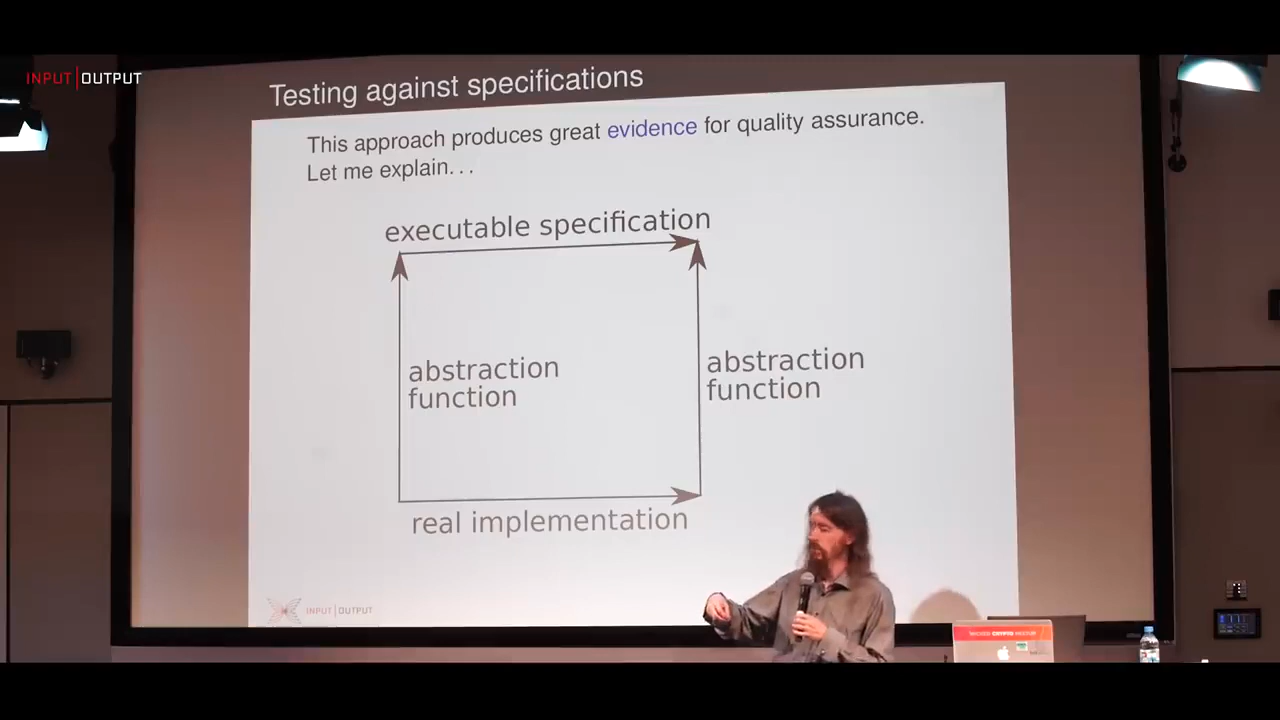 INPUT|OUTPUT
Testing against specifications
This approach produces great evidence for quality assurance.
Let me explain...
executable specification
abstraction
function
abstraction
function
real implementation
INPUT|OUTPUT